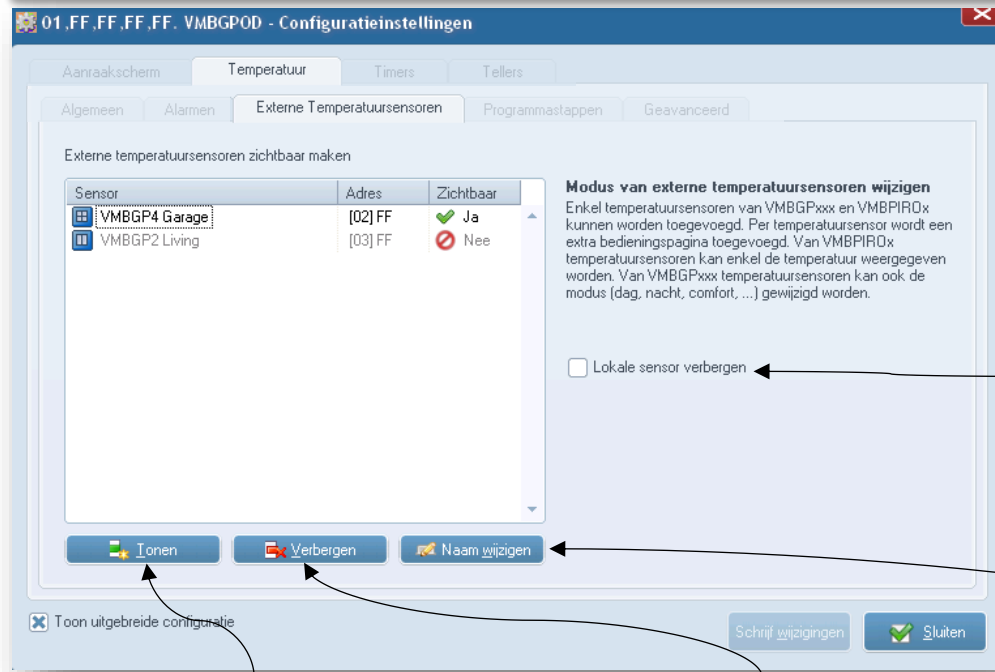 01,FF,FF,FF,FF. VMBGPOD - Configuratieinstellingen
Aanraakscherm Temperatuur Timers Tellers
Algemeen Alarmen Externe Temperatuursensoren Programmastappen Geavanceerd
Externe temperatuursensoren zichtbaar maken
Sensor Adres Zichtbaar
VMBGP4 Garage [02] FF Ja
VMBGP2 Living [03] FF Nee
Modus van externe temperatuursensoren wijzigen
Enkel temperatuursensoren van VMBGPxxx en VMBPIROx
kunnen worden toegevoegd. Per temperatuursensor wordt een
extra bedieningspagina toegevoegd. Van VMBPIROx
temperatuursensoren kan enkel de temperatuur weergegeven
worden. Van VMBGPxxx temperatuursensoren kan ook de
modus (dag, nacht, comfort, ...) gewijzigd worden.
Lokale sensor verbergen
Tonen Verbergen Naam wijzigen
Toon uitgebreide configuratie
Schrijf wijzigingen Sluiten